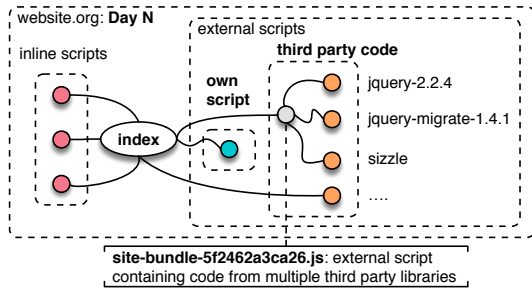 website.org: Day N
external scripts
inline scripts
third party code
own
script
index
jquery-2.2.4
jquery-migrate-1.4.1
sizzle
....
site-bundle-5f2462a3ca26.js: external script
containing code from multiple third party libraries